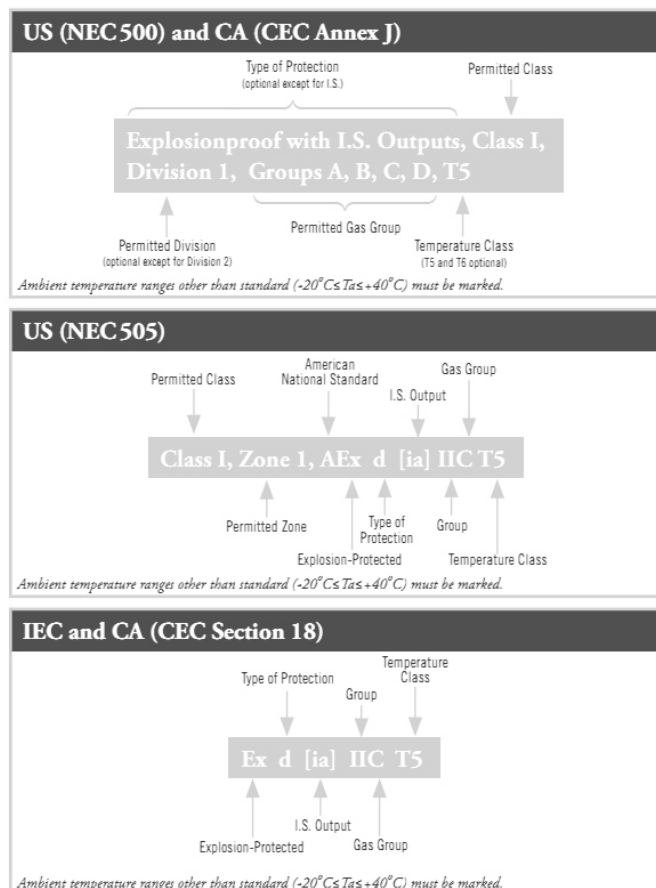 US (NEC 500) and CA (CEC Annex J)
Type of Protection
(optional except for I.S.)
Permitted Class
Explosionproof with I.S. Outputs, Class I,
Division 1, Groups A, B, C, D, T5
Permitted Gas Group
Permitted Division
(optional except for Division 2)
Temperature Class
(T5 and T6 optional)
Ambient temperature ranges other than standard (-20°C≤Ta≤+40°C) must be marked.
US (NEC 505)
Permitted Class
American
National Standard
Gas Group
I.S. Output
Class I, Zone 1, AEx d [ia] IIC T5
Permitted Zone
Type of
Protection
Group
Explosion-Protected
Temperature Class
Ambient temperature ranges other than standard (-20°C≤Ta≤+40°C) must be marked.
IEC and CA (CEC Section 18)
Type of Protection
Temperature
Class
Group
Ex d [ia] IIC T5
I.S. Output
Explosion-Protected
Gas Group
Ambient temperature ranges other than standard (-20°C≤Ta≤+40°C) must be marked.